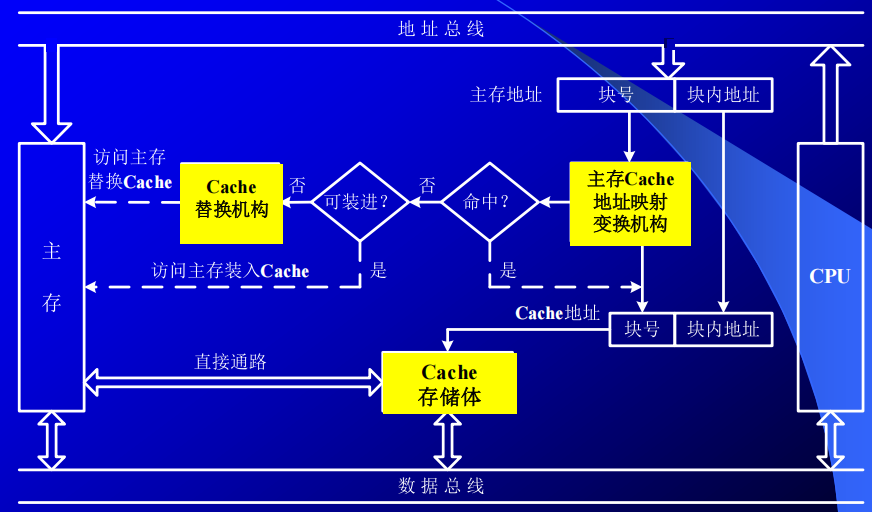 地址总线
主存地址
块号
块内地址
访问主存
替换Cache
Cache
替换机构
否
可装进？
否
命中？
主存Cache
地址映射
变换机构
主
存
访问主存装入Cache
是
是
CPU
Cache地址
块号
块内地址
直接通路
Cache
存储体
数据总线